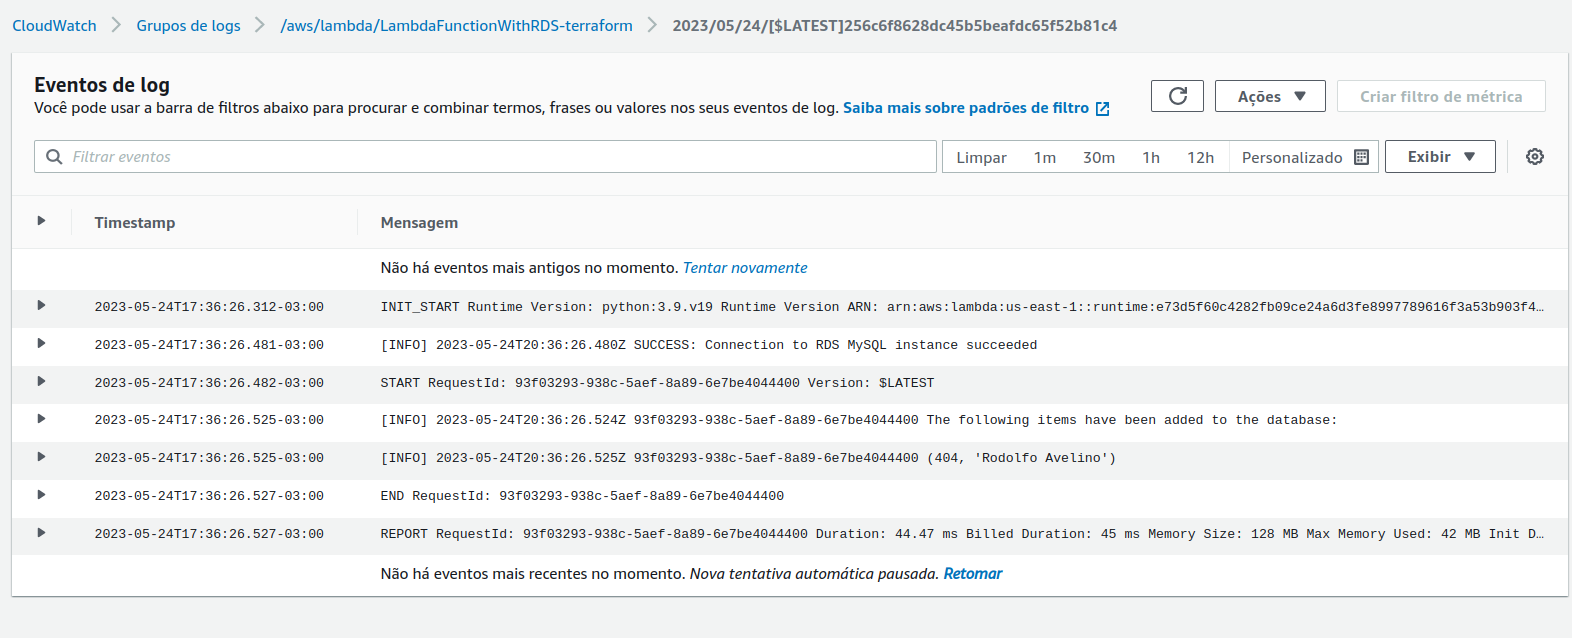 CloudWatch Grupos de logs /aws/lambda/LambdaFunctionWithRDS-terraform 2023/05/24/[$LATEST]256c6f8628dc45b5beafdc65f52b81c4
Eventos de log
Você pode usar a barra de filtros abaixo para procurar e combinar termos, frases ou valores nos seus eventos de log. Saiba mais sobre padrões de filtro
Ações Criar filtro de métrica
Filtrar eventos Limpar 1m 30m 1h 12h Personalizado Exibir
Timestamp Mensagem
Não há eventos mais antigos no momento. Tentar novamente
2023-05-24T17:36:26.312-03:00 INIT_START Runtime Version: python:3.9.v19 Runtime Version ARN: arn:aws:lambda:us-east-1::runtime:e73d5f60c4282fb09ce24a6d3fe8997789616f3a53b903f4…
2023-05-24T17:36:26.481-03:00 [INFO] 2023-05-24T20:36:26.480Z SUCCESS: Connection to RDS MySQL instance succeeded
2023-05-24T17:36:26.482-03:00 START RequestId: 93f03293-938c-5aef-8a89-6e7be4044400 Version: $LATEST
2023-05-24T17:36:26.525-03:00 [INFO] 2023-05-24T20:36:26.524Z 93f03293-938c-5aef-8a89-6e7be4044400 The following items have been added to the database:
2023-05-24T17:36:26.525-03:00 [INFO] 2023-05-24T20:36:26.525Z 93f03293-938c-5aef-8a89-6e7be4044400 (404, 'Rodolfo Avelino')
2023-05-24T17:36:26.527-03:00 END RequestId: 93f03293-938c-5aef-8a89-6e7be4044400
2023-05-24T17:36:26.527-03:00 REPORT RequestId: 93f03293-938c-5aef-8a89-6e7be4044400 Duration: 44.47 ms Billed Duration: 45 ms Memory Size: 128 MB Max Memory Used: 42 MB Init D…
Não há eventos mais recentes no momento. Nova tentativa automática pausada. Retomar